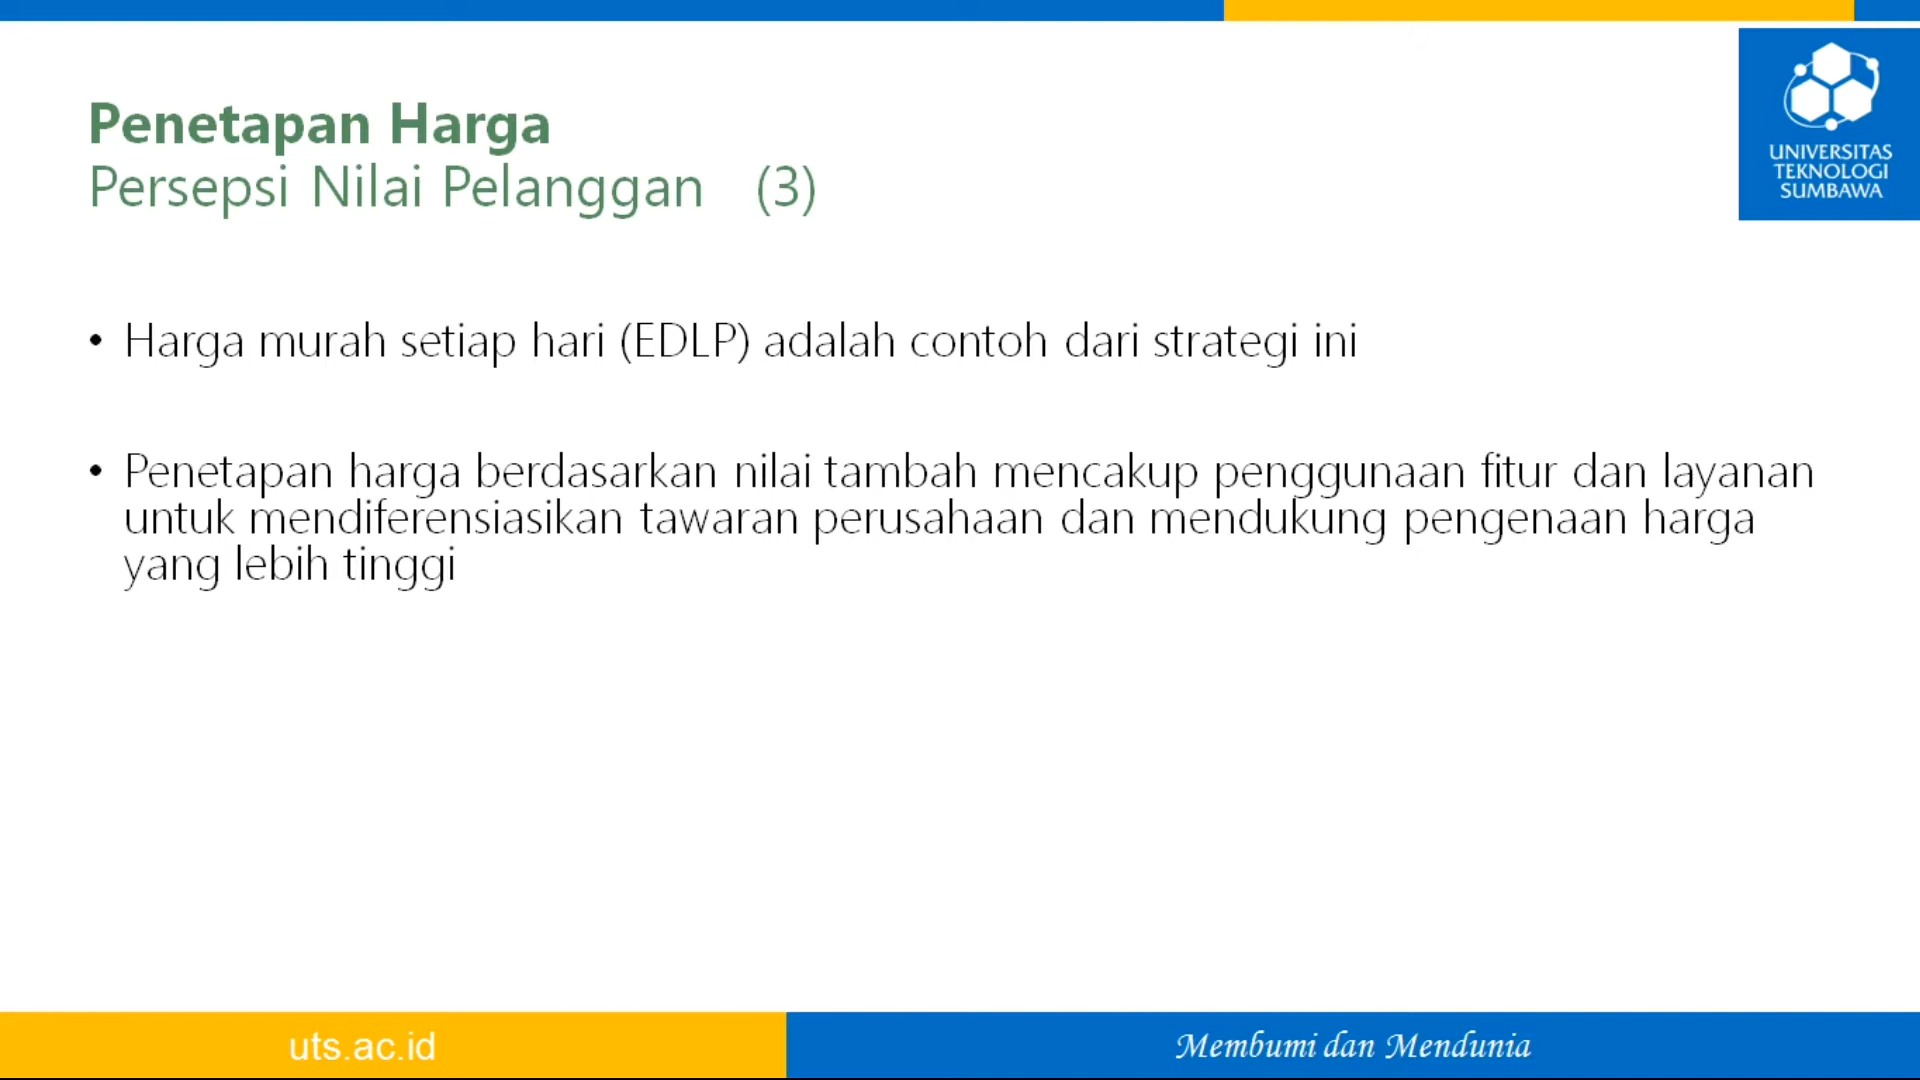 Penetapan Harga
Persepsi Nilai Pelanggan (3)
UNIVERSITAS
TEKNOLOGI
SUMBAWA
• Harga murah setiap hari (EDLP) adalah contoh dari strategi ini
• Penetapan harga berdasarkan nilai tambah mencakup penggunaan fitur dan layanan
untuk mendiferensiasikan tawaran perusahaan dan mendukung pengenaan harga
yang lebih tinggi
uts.ac.id
Membumi dan Mendunia